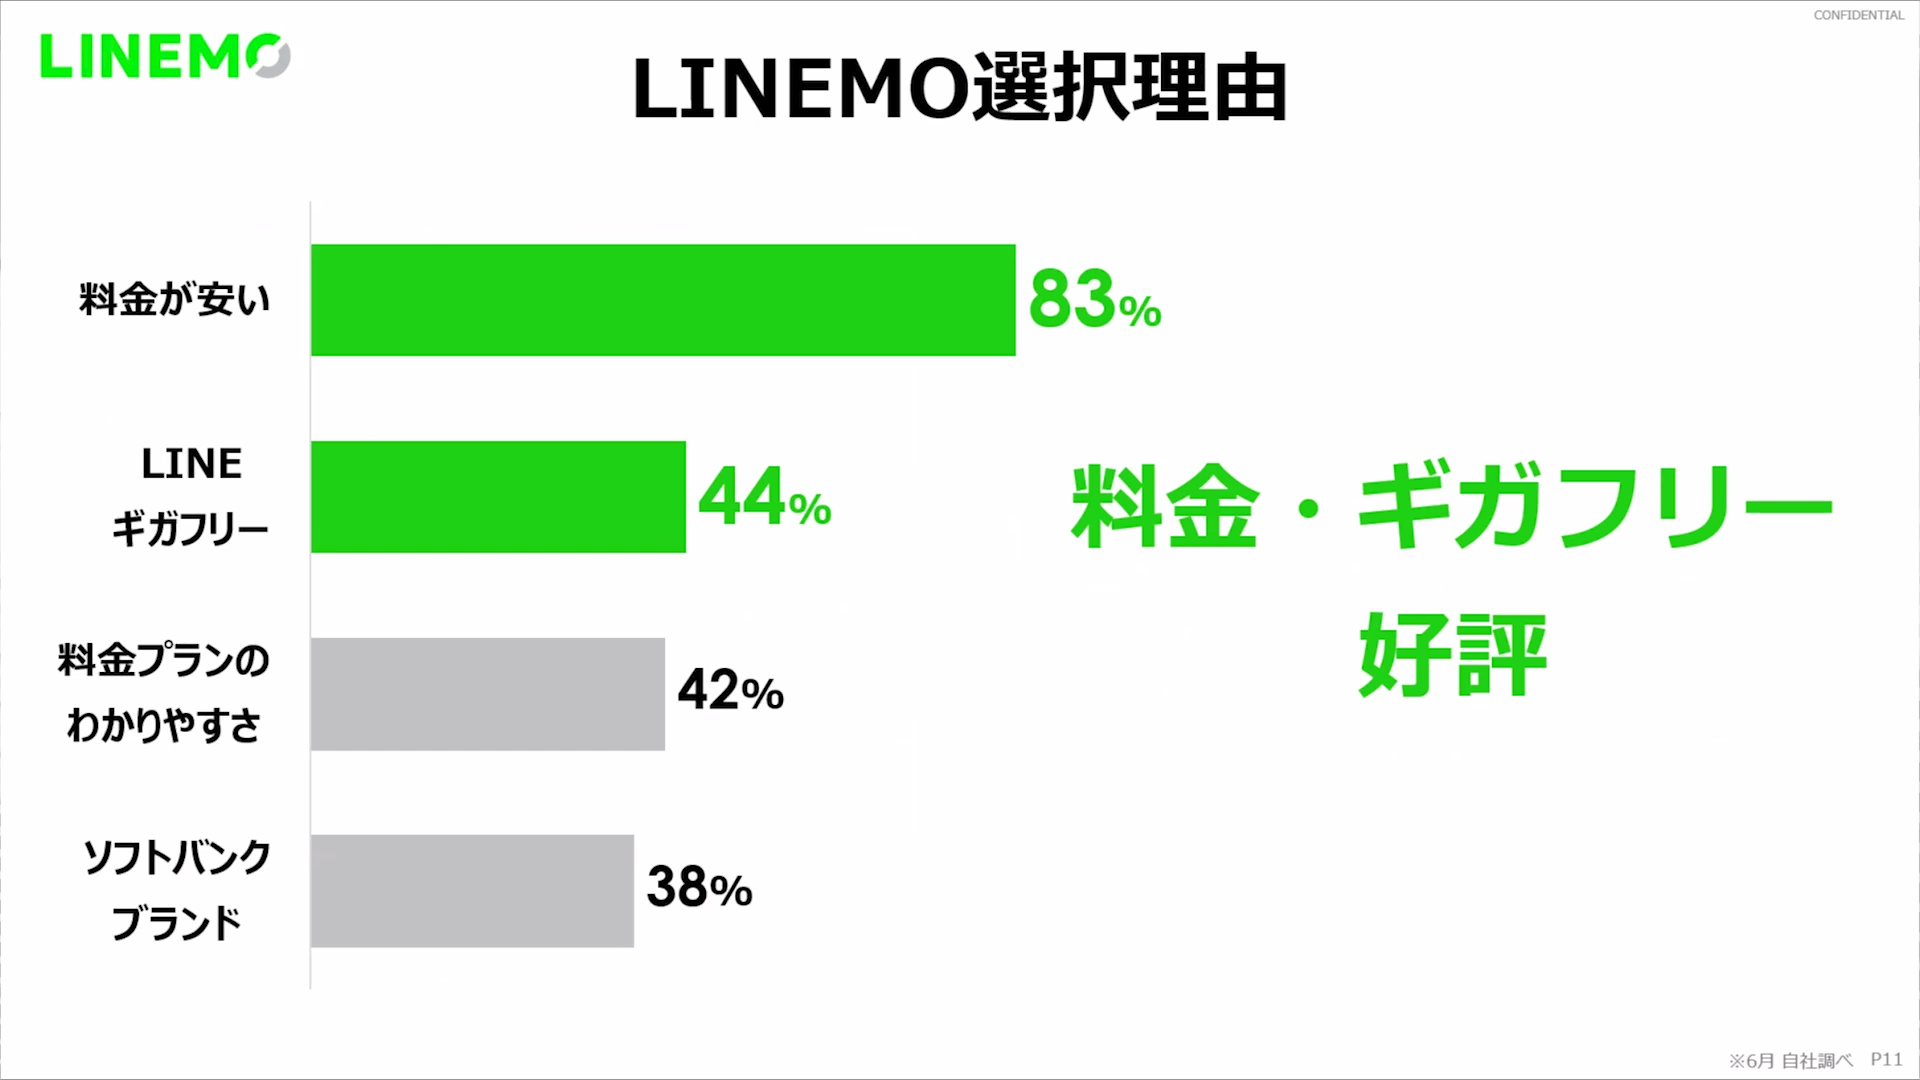 CONFIDENTIAL
LINEMO
LINEMO選択理由
料金が安い
83%
LINE
ギガフリー
44%
料金プランの
わかりやすさ
42%
ソフトバンク
ブランド
38%
料金・ギガフリー
好評
※6月 自社調べ P11